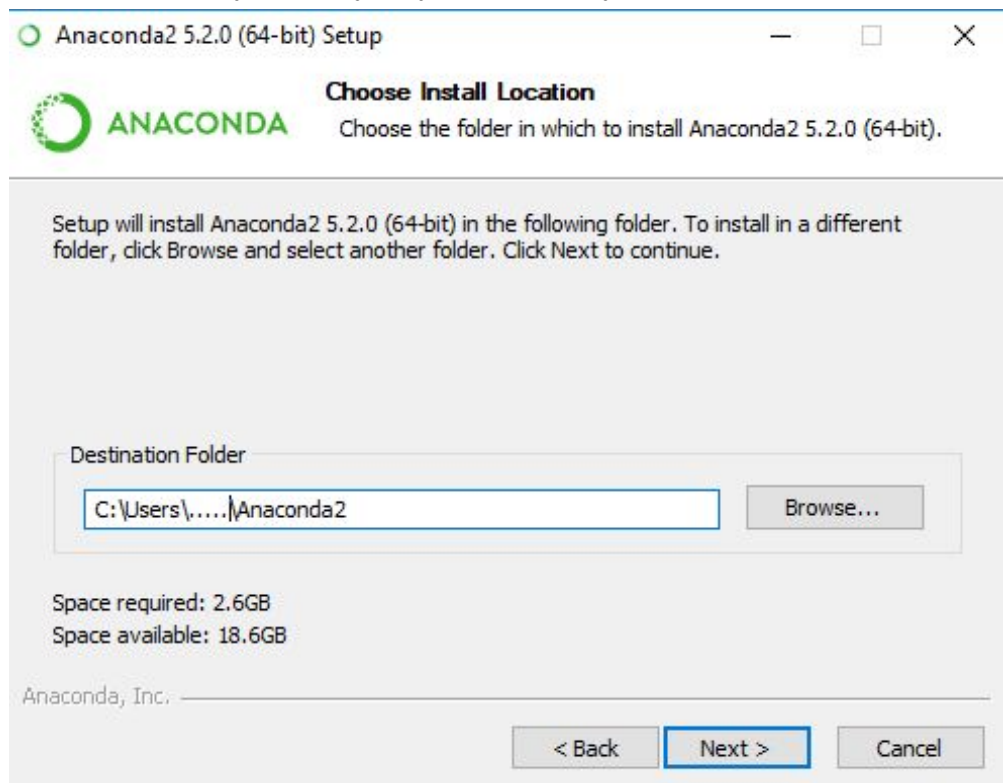 Anaconda2 5.2.0 (64-bit) Setup
ANACONDA
Choose Install Location
Choose the folder in which to install Anaconda2 5.2.0 (64-bit).
Setup will install Anaconda2 5.2.0 (64-bit) in the following folder. To install in a different
folder, click Browse and select another folder. Click Next to continue.
Destination Folder
C:\Users\.....\Anaconda2
Browse...
Space required: 2.6GB
Space available: 18.6GB
Anaconda, Inc.
< Back
Next >
Cancel